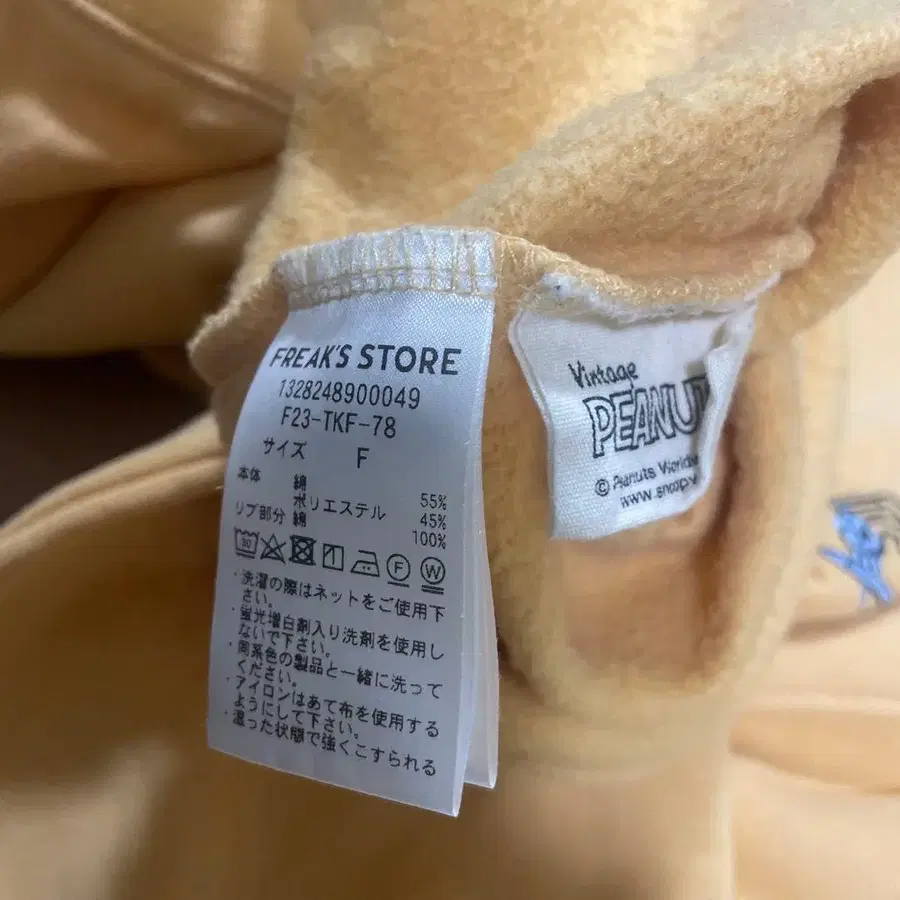 FREAK'S STORE
1328248900049
F23-TKF-78
サイズ F
本体 綿 55%
ポリエステル 45%
リブ部分 綿 100%
30 F W
・洗濯の際はネットをご使用下
さい。
・蛍光増白剤入り洗剤を使用し
ないで下さい。
・同系色の製品と一緒に洗って
ください。
・アイロンはあて布を使用する
ようにして下さい。
・湿った状態で強くこすられる
Vintage
PEANU
© Peanuts Worldw
www.snoopy